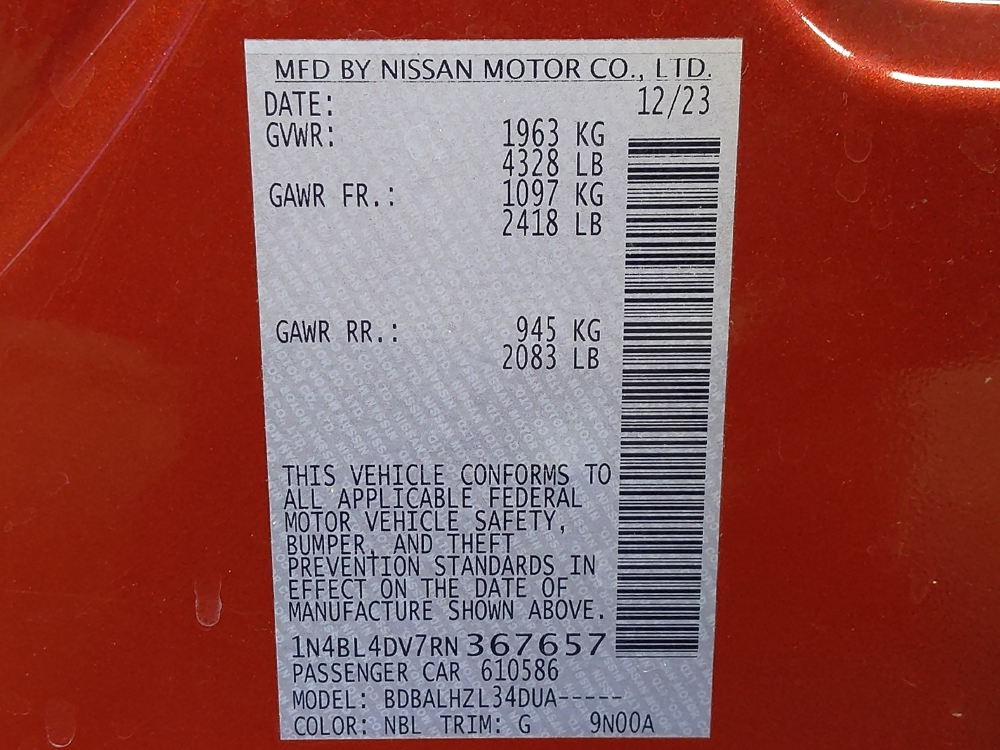 MFD BY NISSAN MOTOR CO., LTD.
DATE: 12/23
GVWR: 1963 KG
4328 LB
GAWR FR.: 1097 KG
2418 LB
GAWR RR.: 945 KG
2083 LB
THIS VEHICLE CONFORMS TO
ALL APPLICABLE FEDERAL
MOTOR VEHICLE SAFETY,
BUMPER, AND THEFT
PREVENTION STANDARDS IN
EFFECT ON THE DATE OF
MANUFACTURE SHOWN ABOVE.
1N4BL4DV7RN367657
PASSENGER CAR 610586
MODEL: BDBALHZL34DUA-----
COLOR: NBL TRIM: G 9N00A